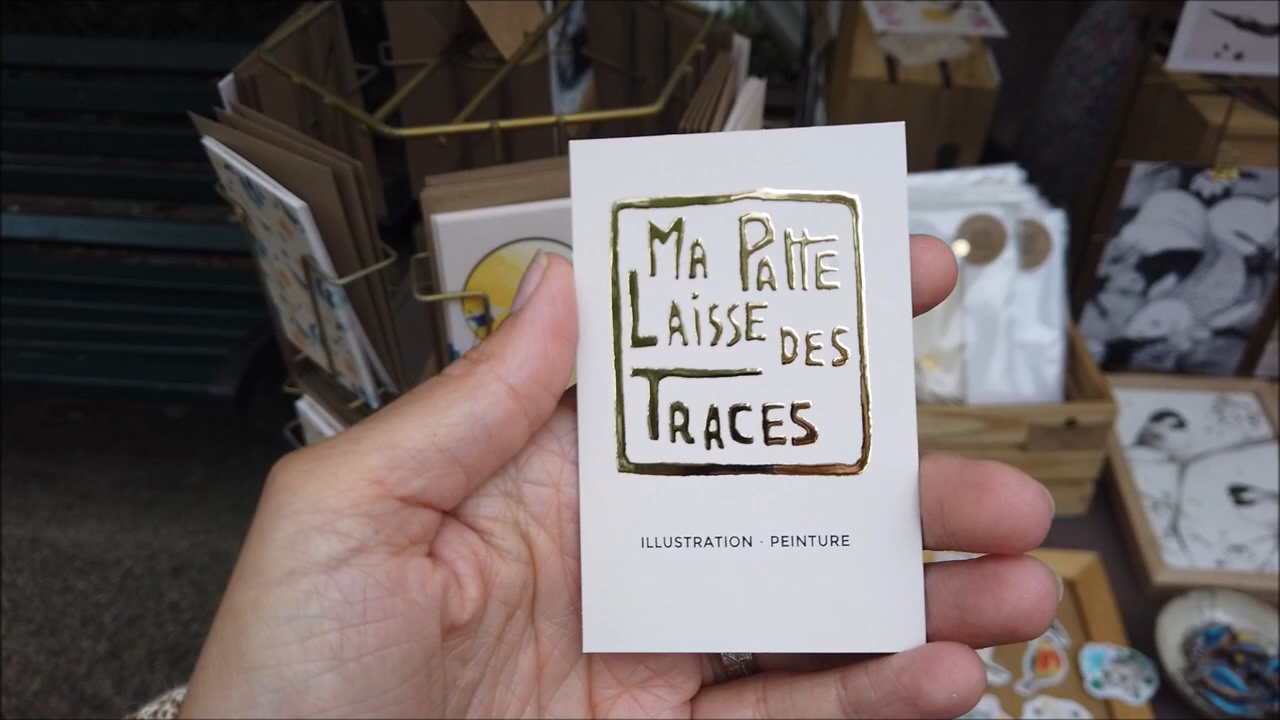 Ma Patte
Laisse des
Traces
ILLUSTRATION · PEINTURE